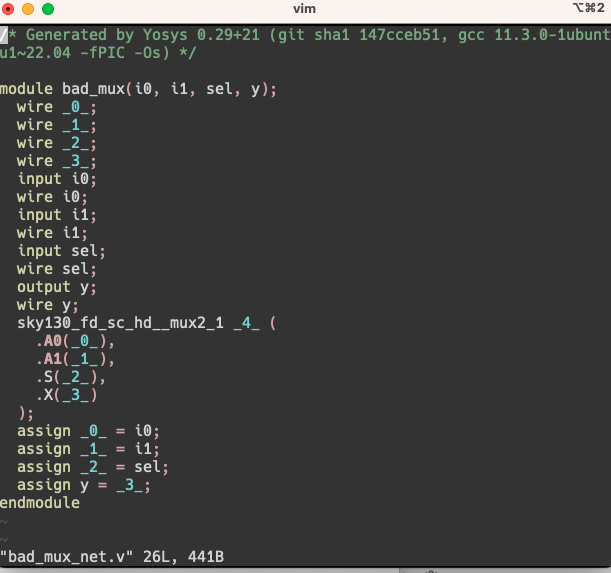 vim
⌥⌘2
/* Generated by Yosys 0.29+21 (git sha1 147cceb51, gcc 11.3.0-1ubunt
u1~22.04 -fPIC -Os) */

module bad_mux(i0, i1, sel, y);
  wire _0_;
  wire _1_;
  wire _2_;
  wire _3_;
  input i0;
  wire i0;
  input i1;
  wire i1;
  input sel;
  wire sel;
  output y;
  wire y;
  sky130_fd_sc_hd__mux2_1 _4_ (
    .A0(_0_),
    .A1(_1_),
    .S(_2_),
    .X(_3_)
  );
  assign _0_ = i0;
  assign _1_ = i1;
  assign _2_ = sel;
  assign y = _3_;
endmodule
~
~
"bad_mux_net.v" 26L, 441B